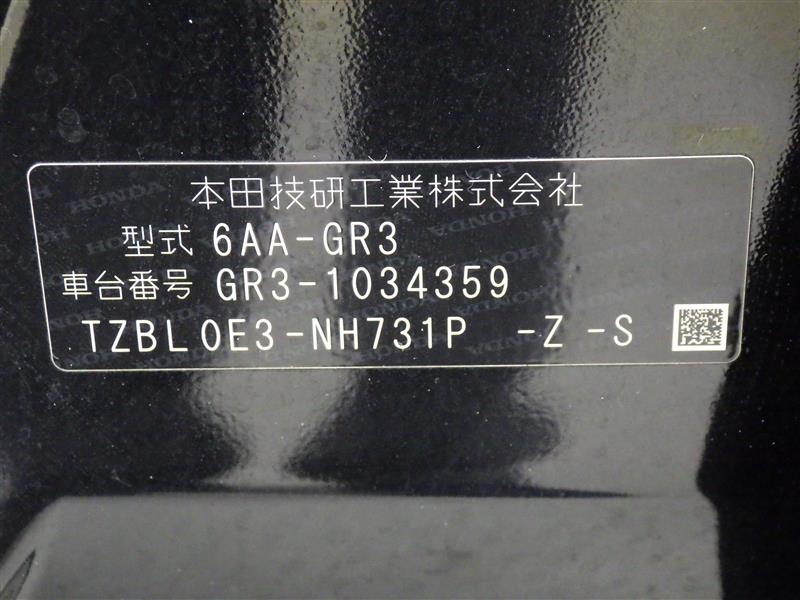 本田技研工業株式会社
型式 6AA-GR3
車台番号 GR3-1034359
TZBL0E3-NH731P -Z -S